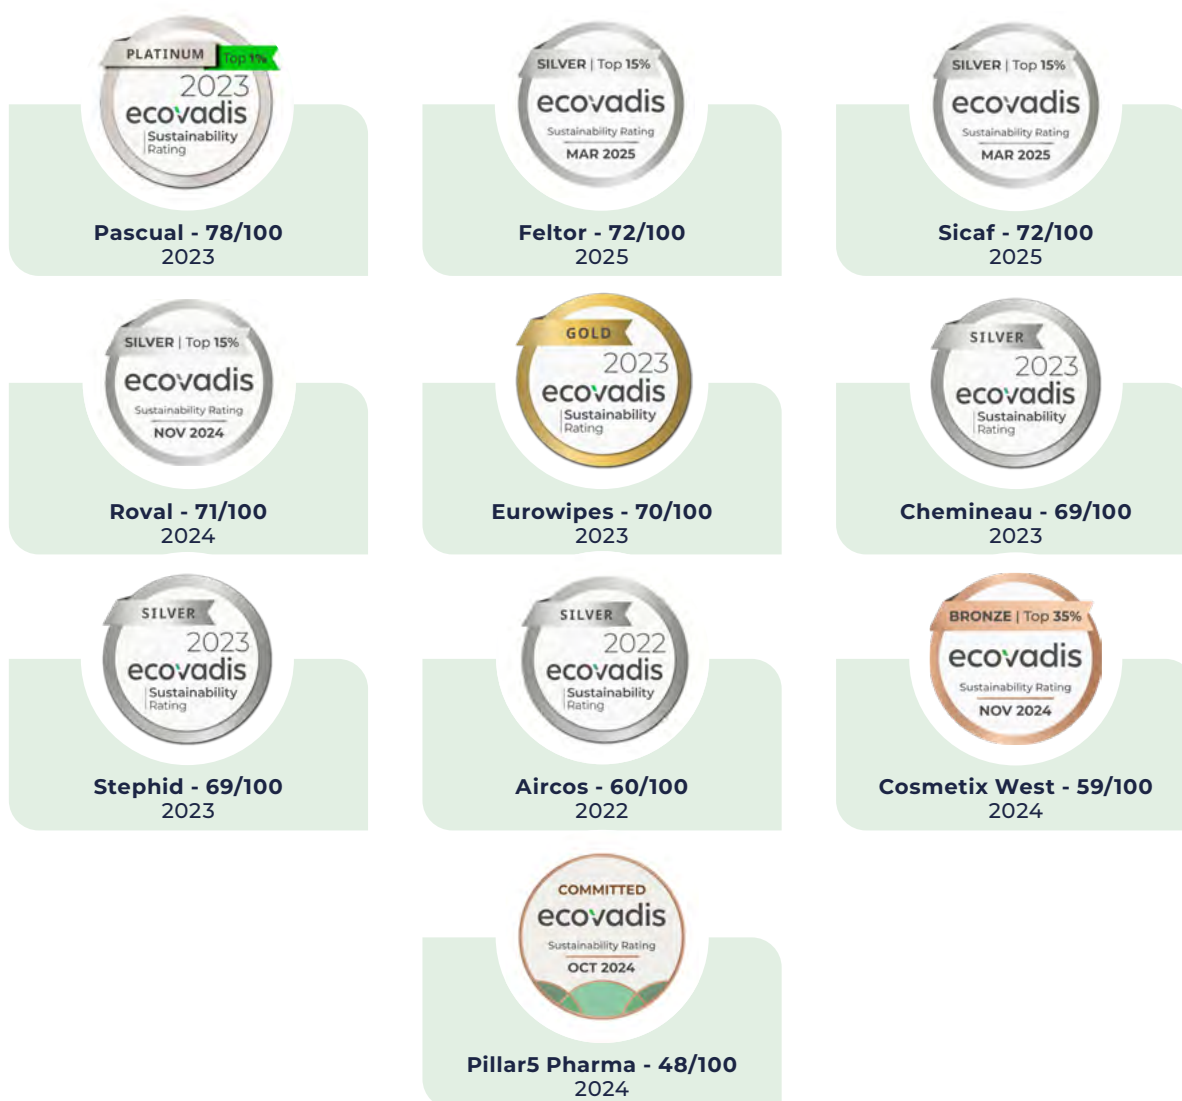 PLATINUM
Top 1%
2023
ecovadis
Sustainability
Rating
Pascual - 78/100
2023
SILVER | Top 15%
ecovadis
Sustainability Rating
MAR 2025
Feltor - 72/100
2025
SILVER | Top 15%
ecovadis
Sustainability Rating
MAR 2025
Sicaf - 72/100
2025
SILVER | Top 15%
ecovadis
Sustainability Rating
NOV 2024
Roval - 71/100
2024
GOLD
2023
ecovadis
Sustainability
Rating
Eurowipes - 70/100
2023
SILVER
2023
ecovadis
Sustainability
Rating
Chemineau - 69/100
2023
SILVER
2023
ecovadis
Sustainability
Rating
Stephid - 69/100
2023
SILVER
2022
ecovadis
Sustainability
Rating
Aircos - 60/100
2022
BRONZE | Top 35%
ecovadis
Sustainability Rating
NOV 2024
Cosmetix West - 59/100
2024
COMMITTED
ecovadis
Sustainability Rating
OCT 2024
Pillar5 Pharma - 48/100
2024